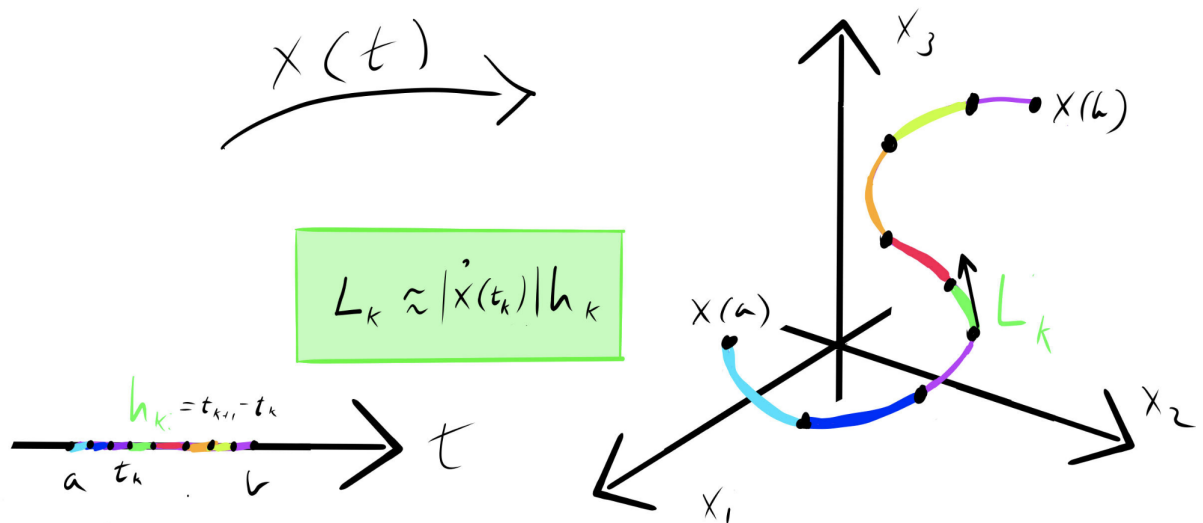 x(t)
x₃
x(b)
Lₖ ≈ |ẋ(tₖ)|hₖ
x(a)
Lₖ
hₖ = tₖ₊₁ - tₖ
x₂
t
a tₖ b
x₁